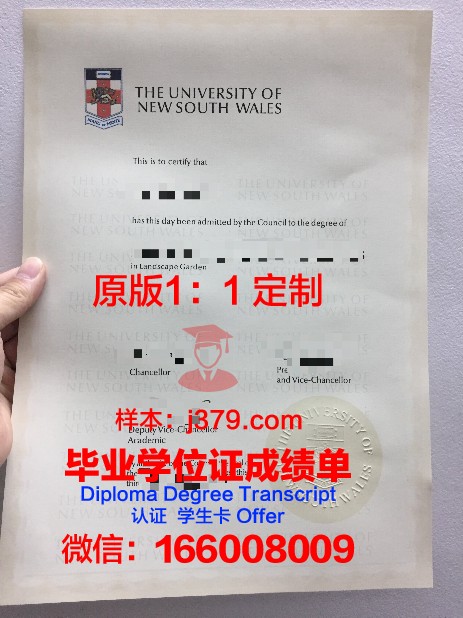 THE UNIVERSITY OF
NEW SOUTH WALES
This is to certify that
has this day been admitted by the Council to the degree of
in Landscape Garden
原版1：1 定制
Chancellor
Pre
and Vice-Chancellor
样本：j379.com
Deputy Vice-Chancellor
Academic
毕业学位证成绩单
Diploma Degree Transcript
认证 学生卡 Offer
微信：166008009